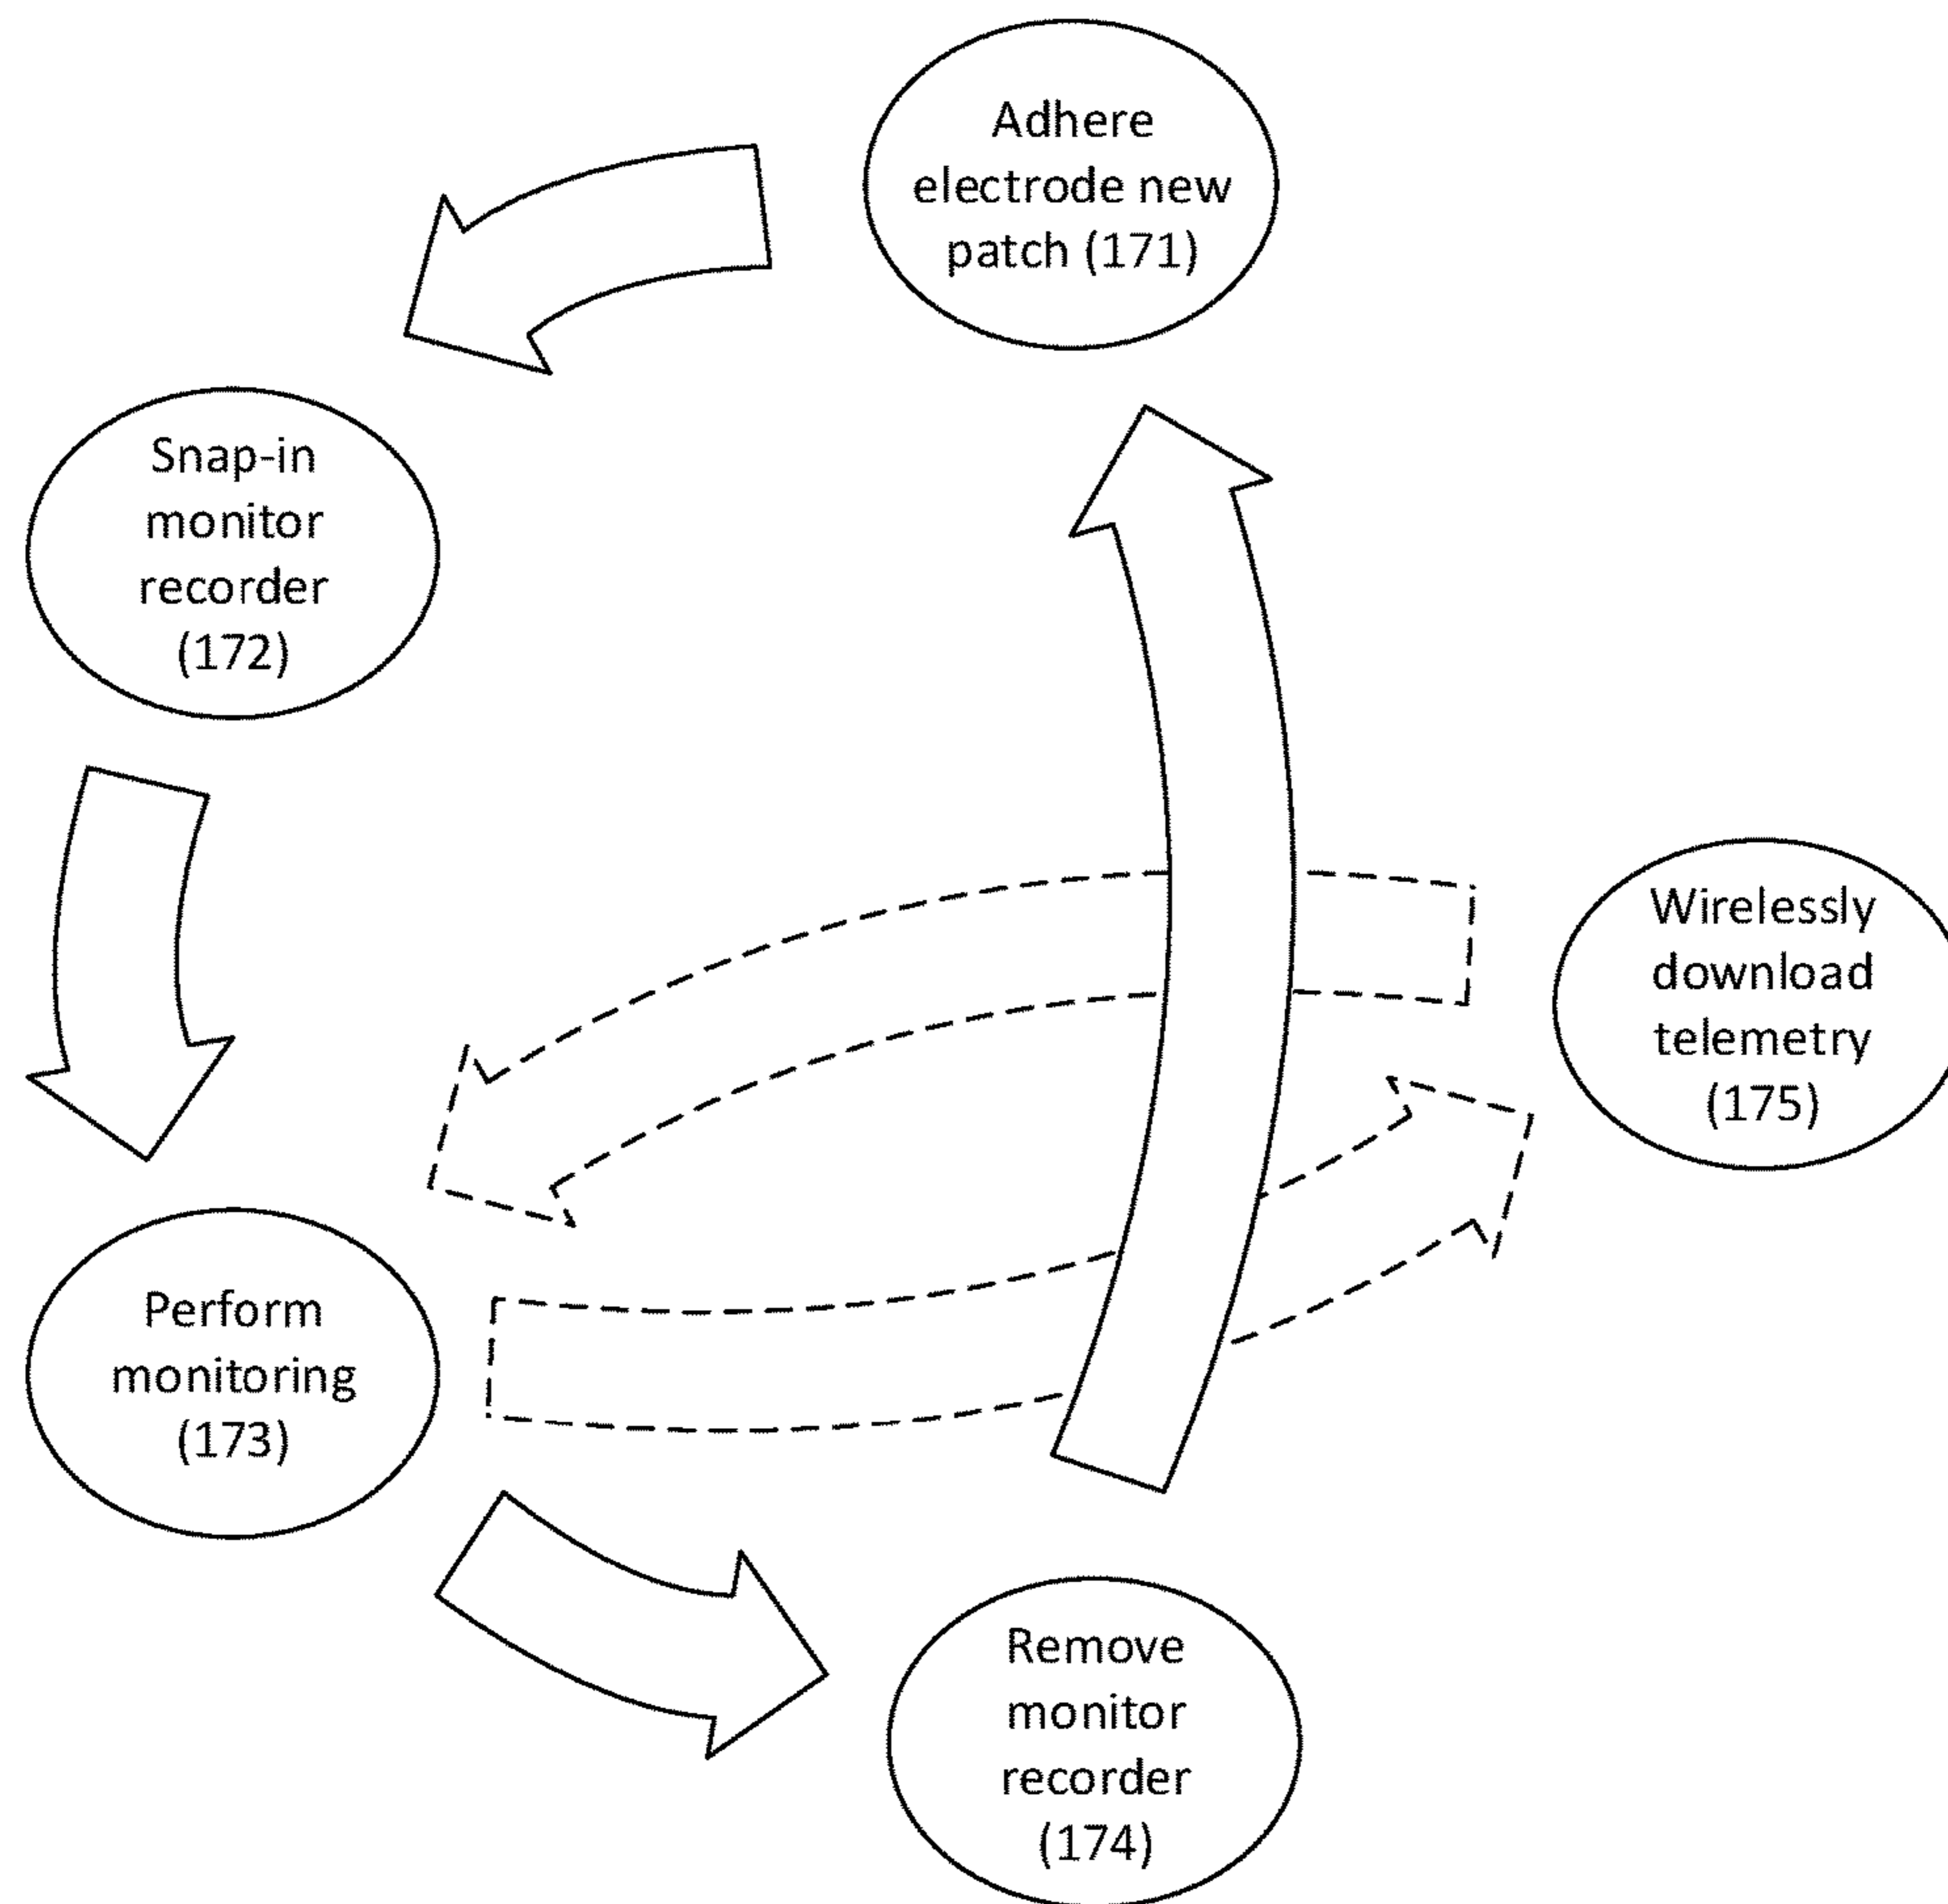 Adhere
electrode new
patch (171)
Snap-in
monitor
recorder
(172)
Wirelessly
download
telemetry
(175)
Perform
monitoring
(173)
Remove
monitor
recorder
(174)